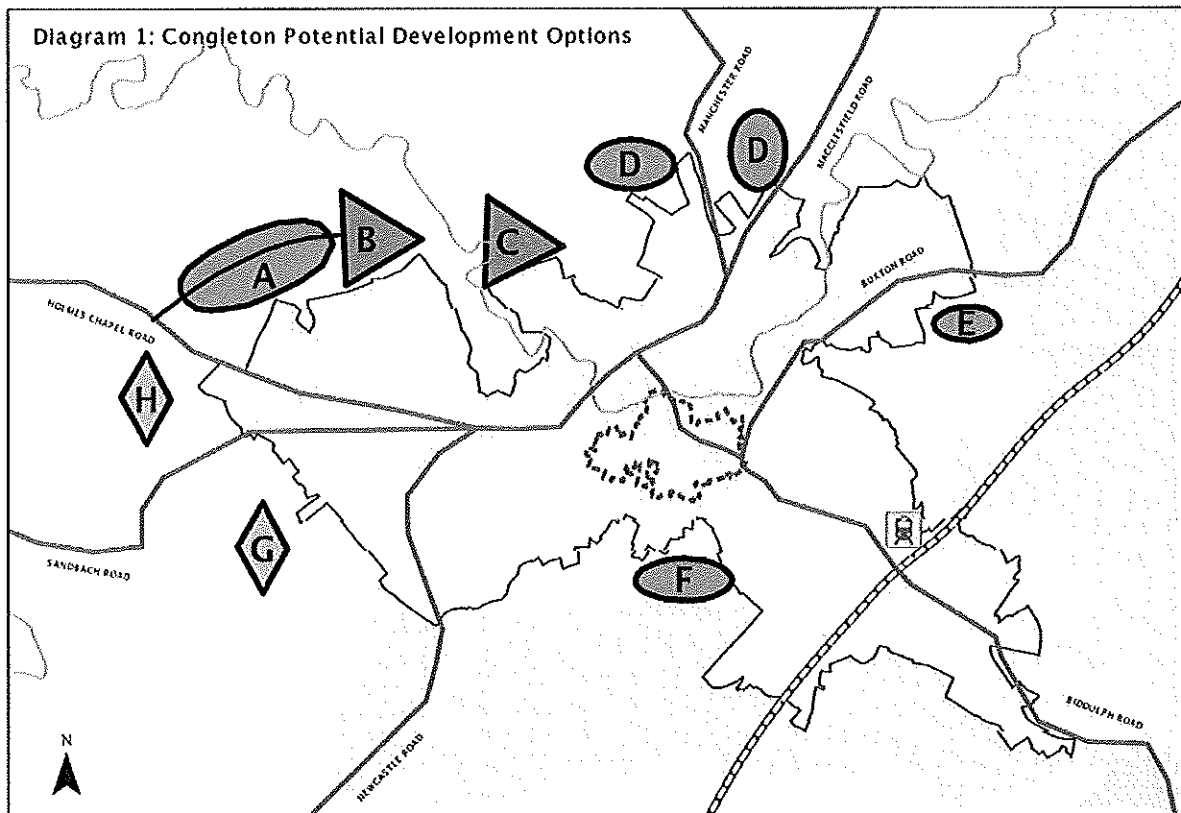 Diagram 1: Congleton Potential Development Options
MANCHESTER ROAD
MACCLESFIELD ROAD
D
D
B
C
A
BUXTON ROAD
HOLMES CHAPEL ROAD
E
H
G
SANDBACH ROAD
F
BIDDULPH ROAD
NEWCASTLE ROAD
N